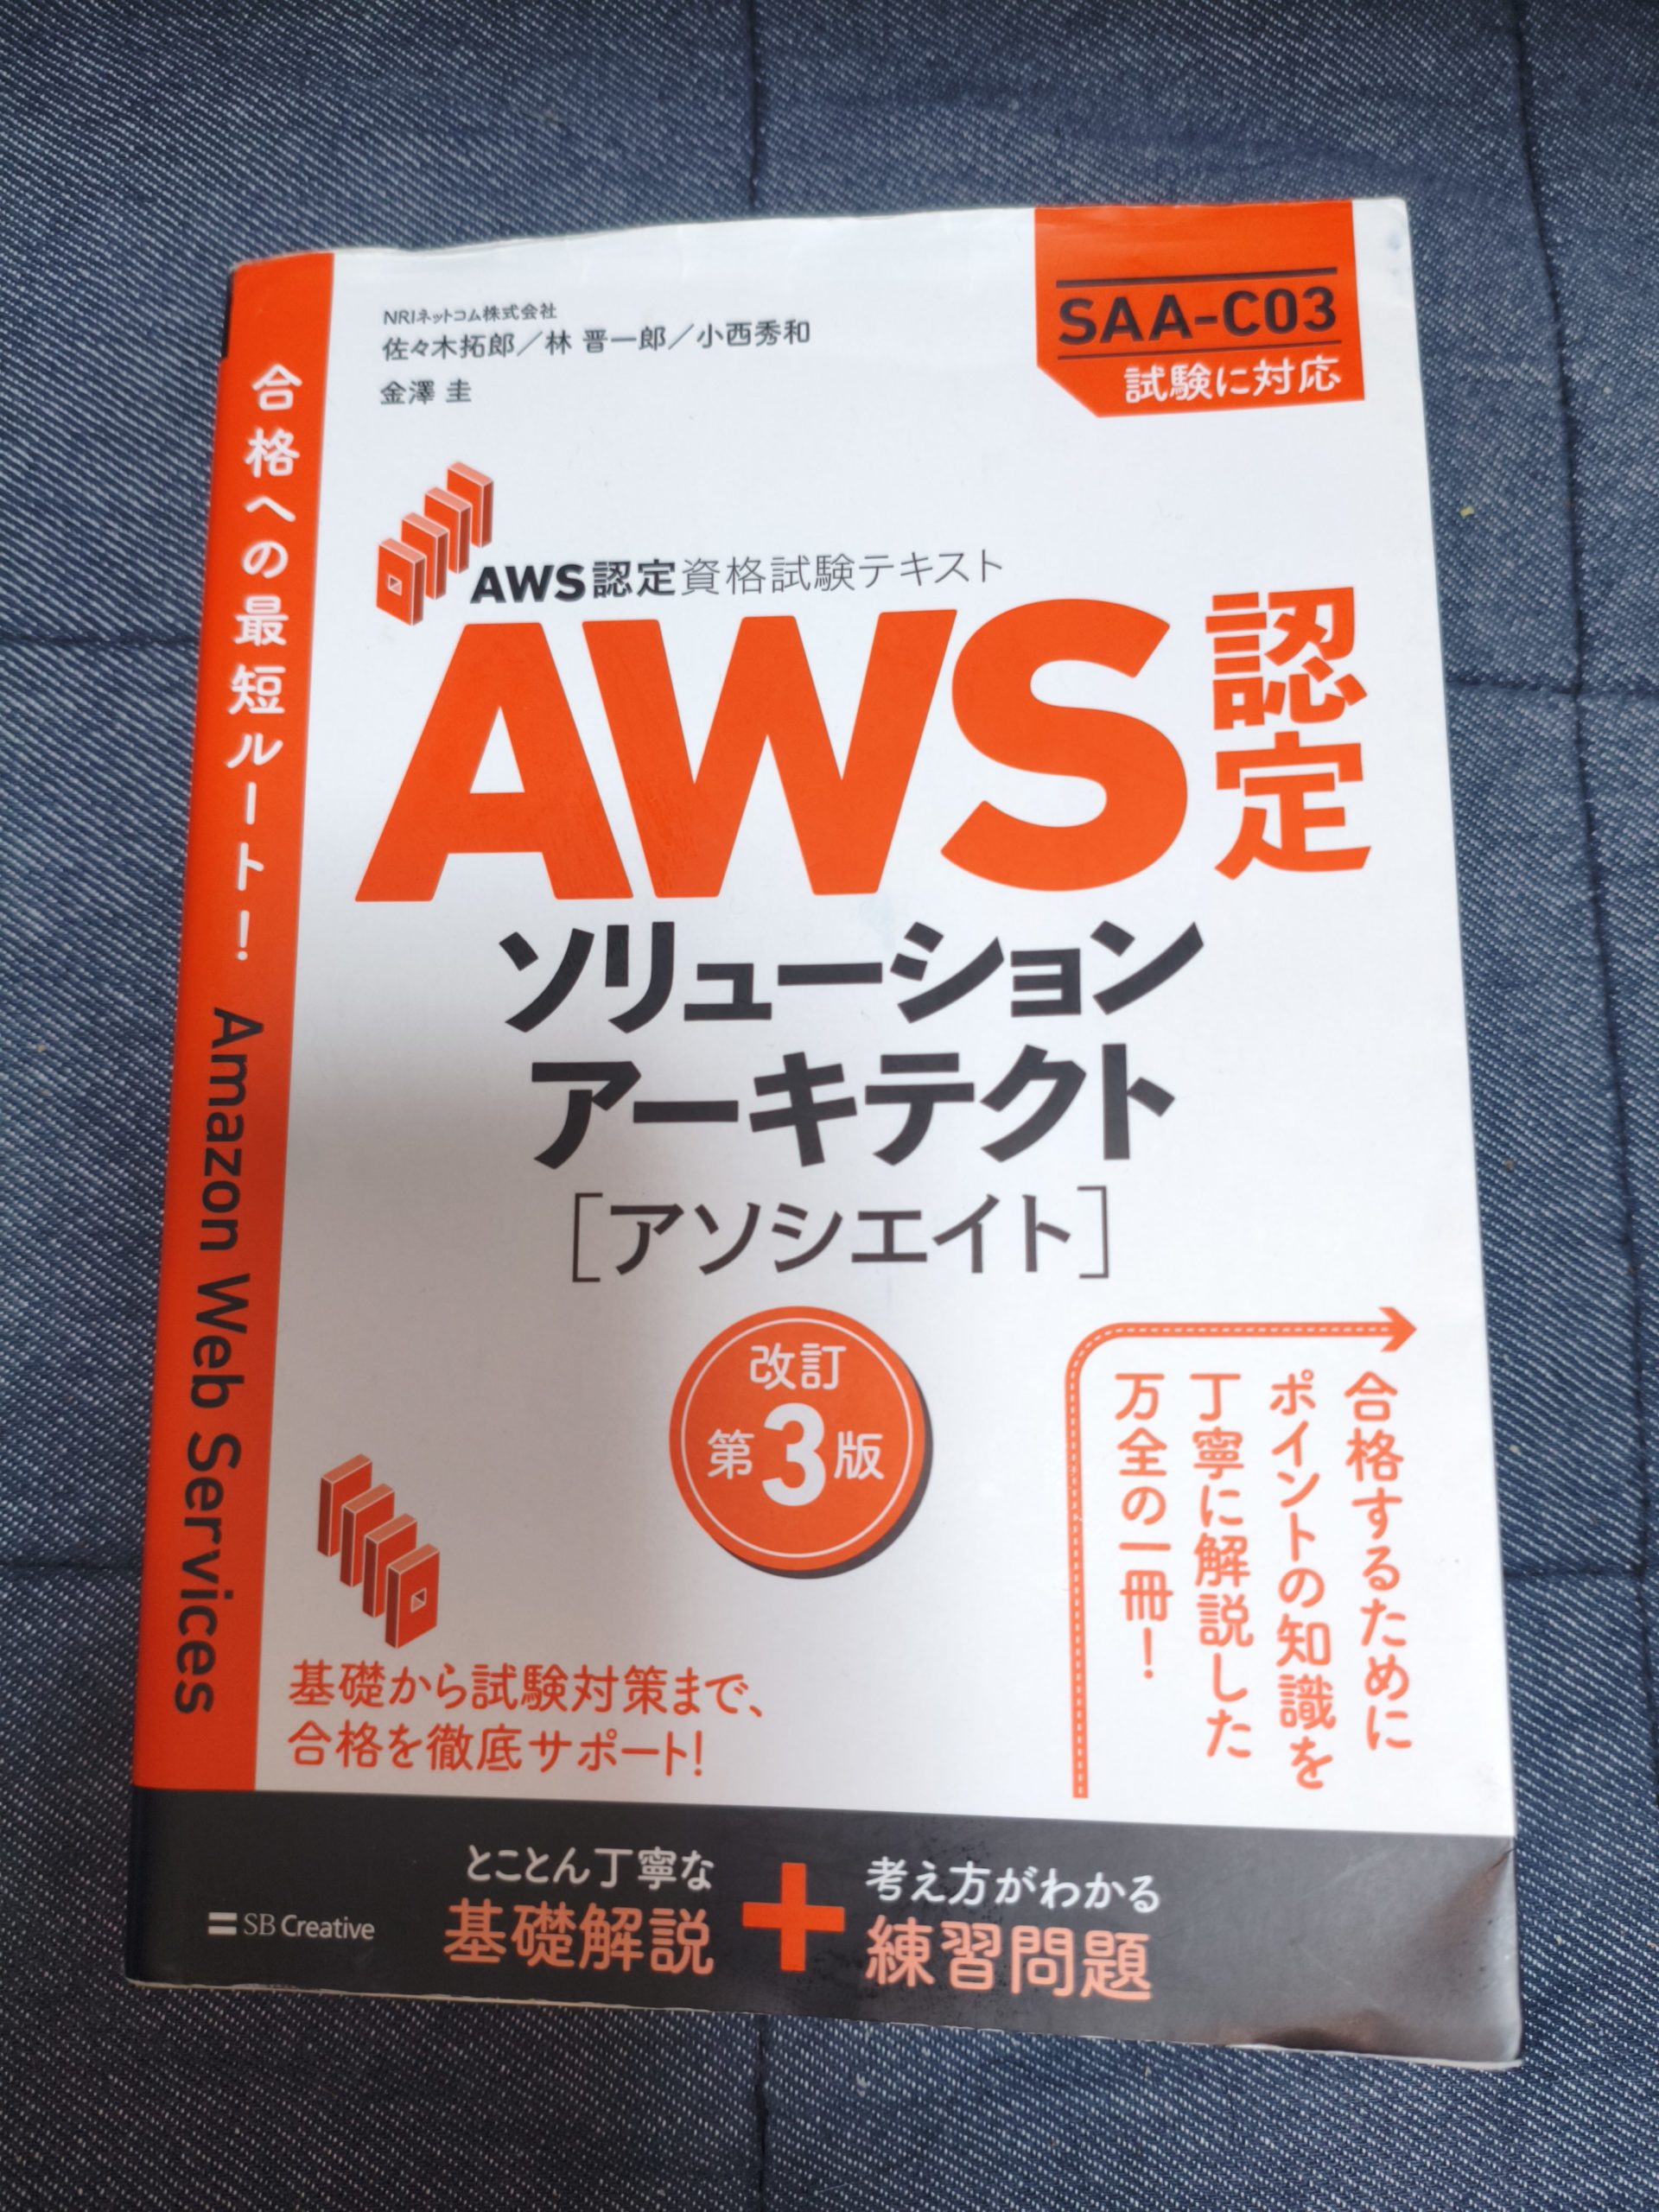 NRIネットコム株式会社
佐々木拓郎／林 晋一郎／小西秀和
金澤 圭
SAA-C03
試験に対応
合格への最短ルート! Amazon Web Services
AWS認定資格試験テキスト
AWS認定
ソリューション
アーキテクト
[アソシエイト]
改訂
第3版
合格するために
ポイントの知識を
丁寧に解説した
万全の一冊!
基礎から試験対策まで、
合格を徹底サポート!
とことん丁寧な
基礎解説
+
考え方がわかる
練習問題
SB Creative